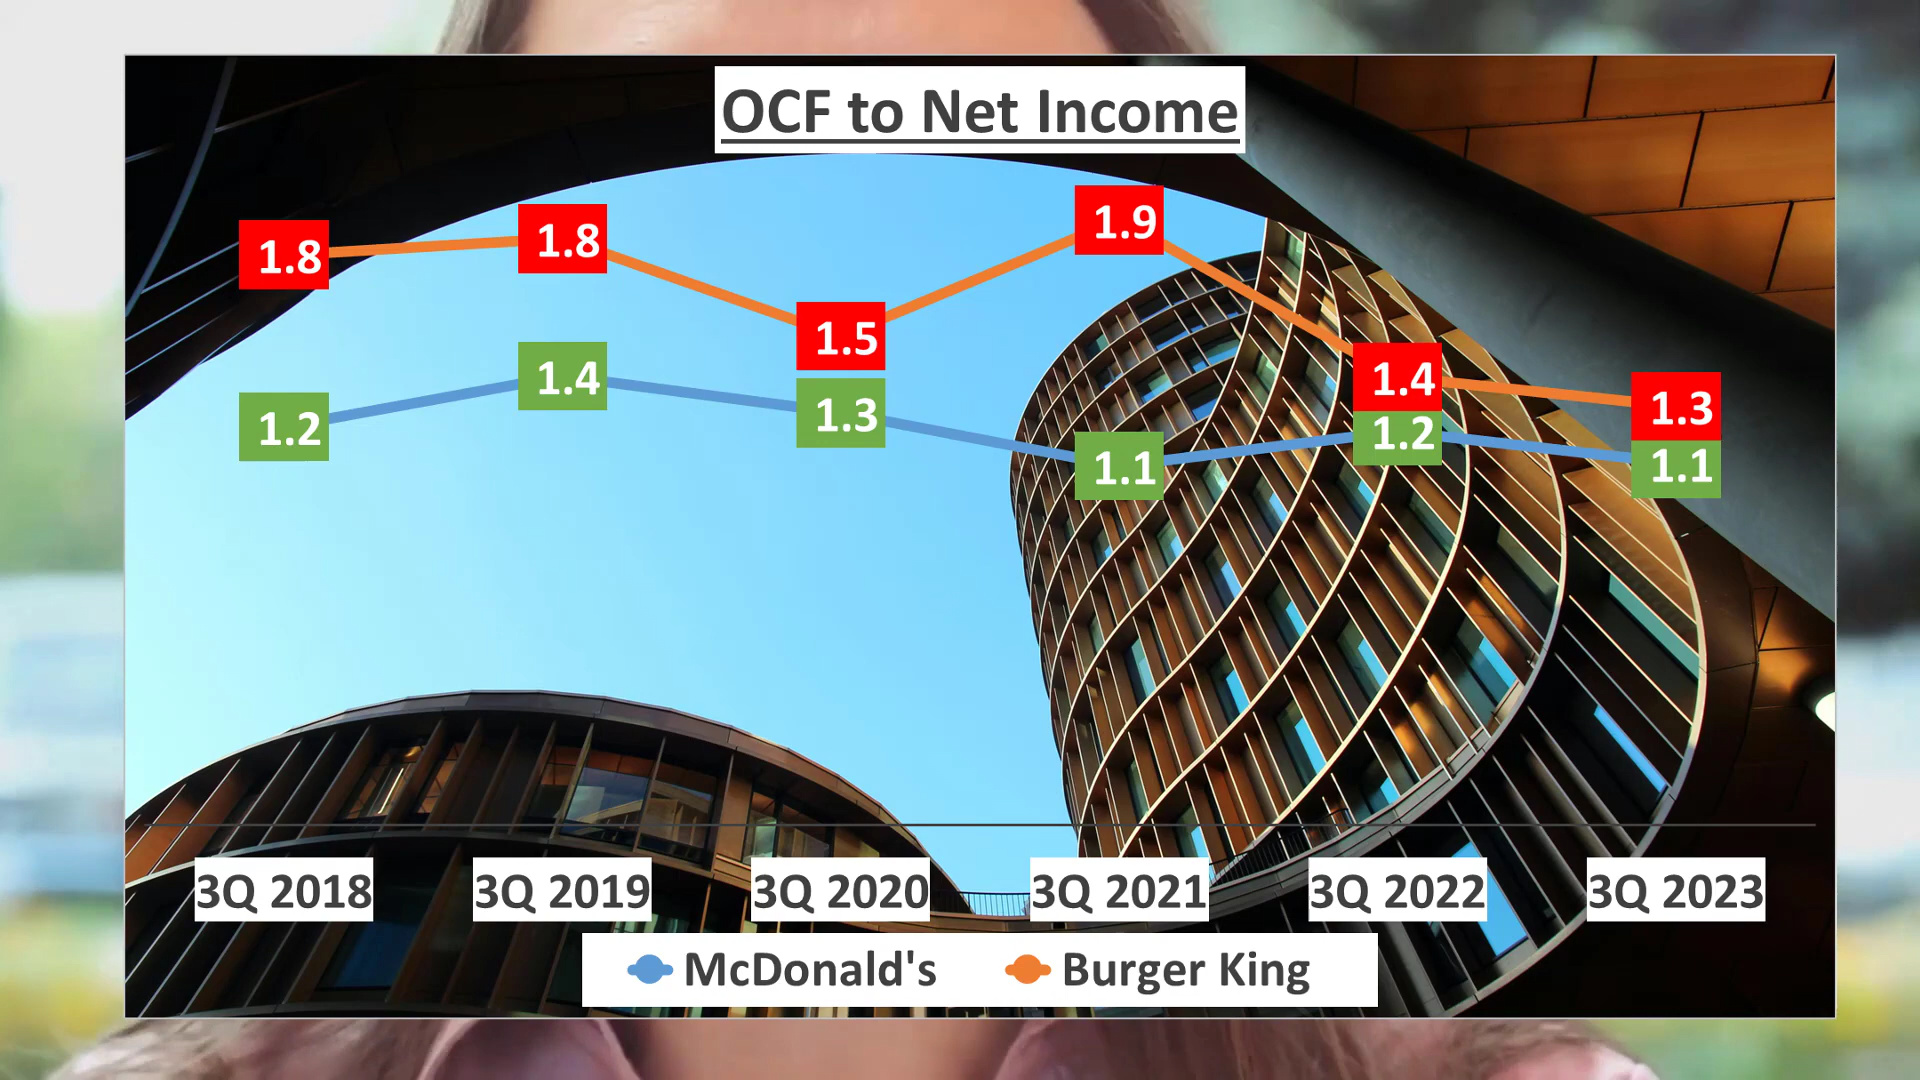 OCF to Net Income
1.8 1.8 1.5 1.9 1.4 1.3
1.2 1.4 1.3 1.1 1.2 1.1
3Q 2018 3Q 2019 3Q 2020 3Q 2021 3Q 2022 3Q 2023
McDonald's Burger King